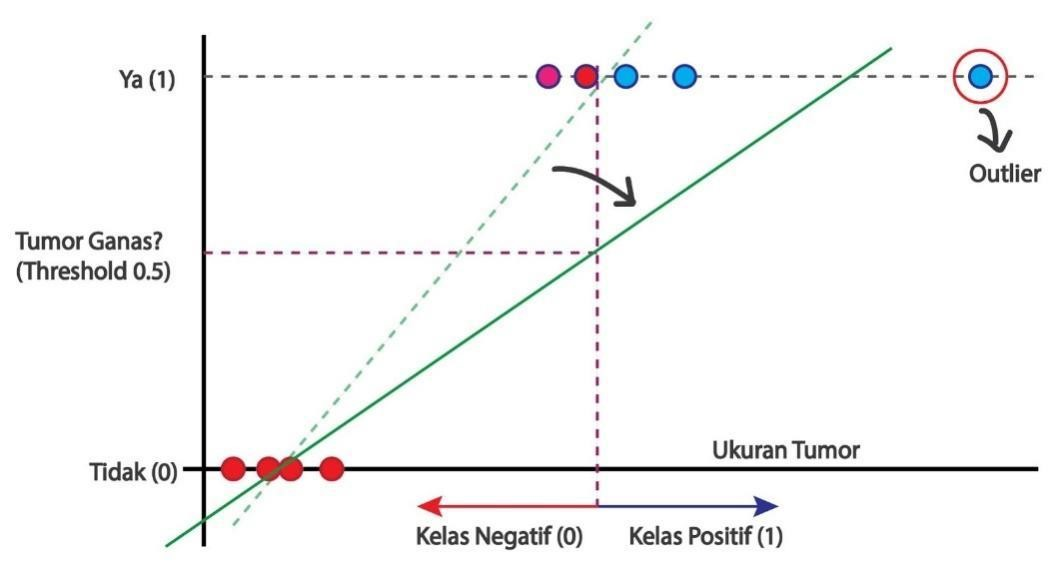 Ya (1)
Outlier
Tumor Ganas?
(Threshold 0.5)
Ukuran Tumor
Tidak (0)
Kelas Negatif (0)
Kelas Positif (1)